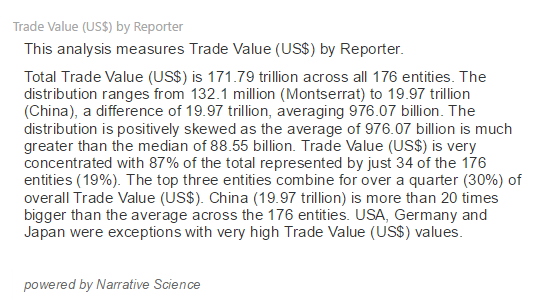 Trade Value (US$) by Reporter
This analysis measures Trade Value (US$) by Reporter.
Total Trade Value (US$) is 171.79 trillion across all 176 entities. The
distribution ranges from 132.1 million (Montserrat) to 19.97 trillion
(China), a difference of 19.97 trillion, averaging 976.07 billion. The
distribution is positively skewed as the average of 976.07 billion is much
greater than the median of 88.55 billion. Trade Value (US$) is very
concentrated with 87% of the total represented by just 34 of the 176
entities (19%). The top three entities combine for over a quarter (30%) of
overall Trade Value (US$). China (19.97 trillion) is more than 20 times
bigger than the average across the 176 entities. USA, Germany and
Japan were exceptions with very high Trade Value (US$) values.
powered by Narrative Science